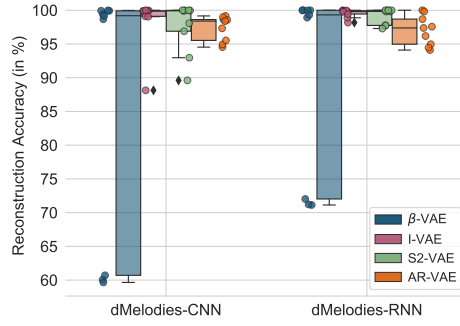 Reconstruction Accuracy (in %)
100
95
90
85
80
75
70
65
60
β-VAE
I-VAE
S2-VAE
AR-VAE
dMelodies-CNN
dMelodies-RNN